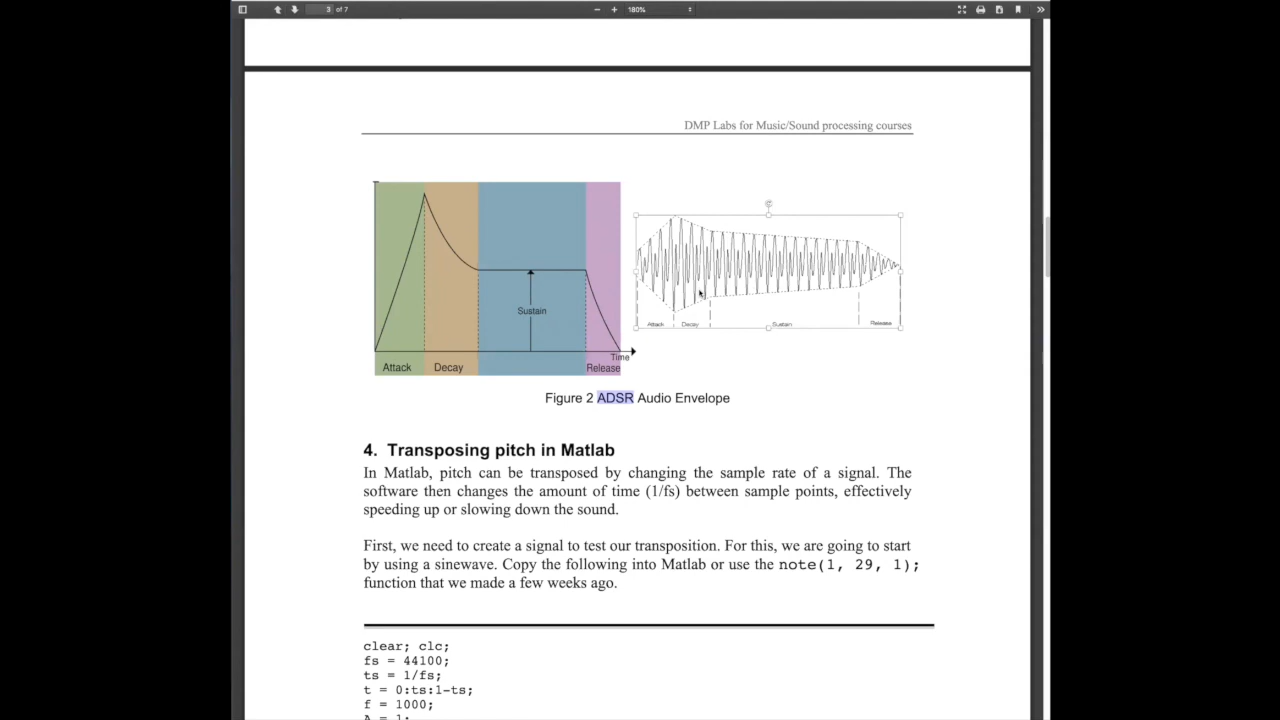 3 of 7
180%
DMP Labs for Music/Sound processing courses
Sustain
Time
Attack Decay Release
Attack Decay Sustain Release
Figure 2 ADSR Audio Envelope
4. Transposing pitch in Matlab
In Matlab, pitch can be transposed by changing the sample rate of a signal. The
software then changes the amount of time (1/fs) between sample points, effectively
speeding up or slowing down the sound.
First, we need to create a signal to test our transposition. For this, we are going to start
by using a sinewave. Copy the following into Matlab or use the note(1, 29, 1);
function that we made a few weeks ago.
clear; clc;
fs = 44100;
ts = 1/fs;
t = 0:ts:1-ts;
f = 1000;
A = 1;